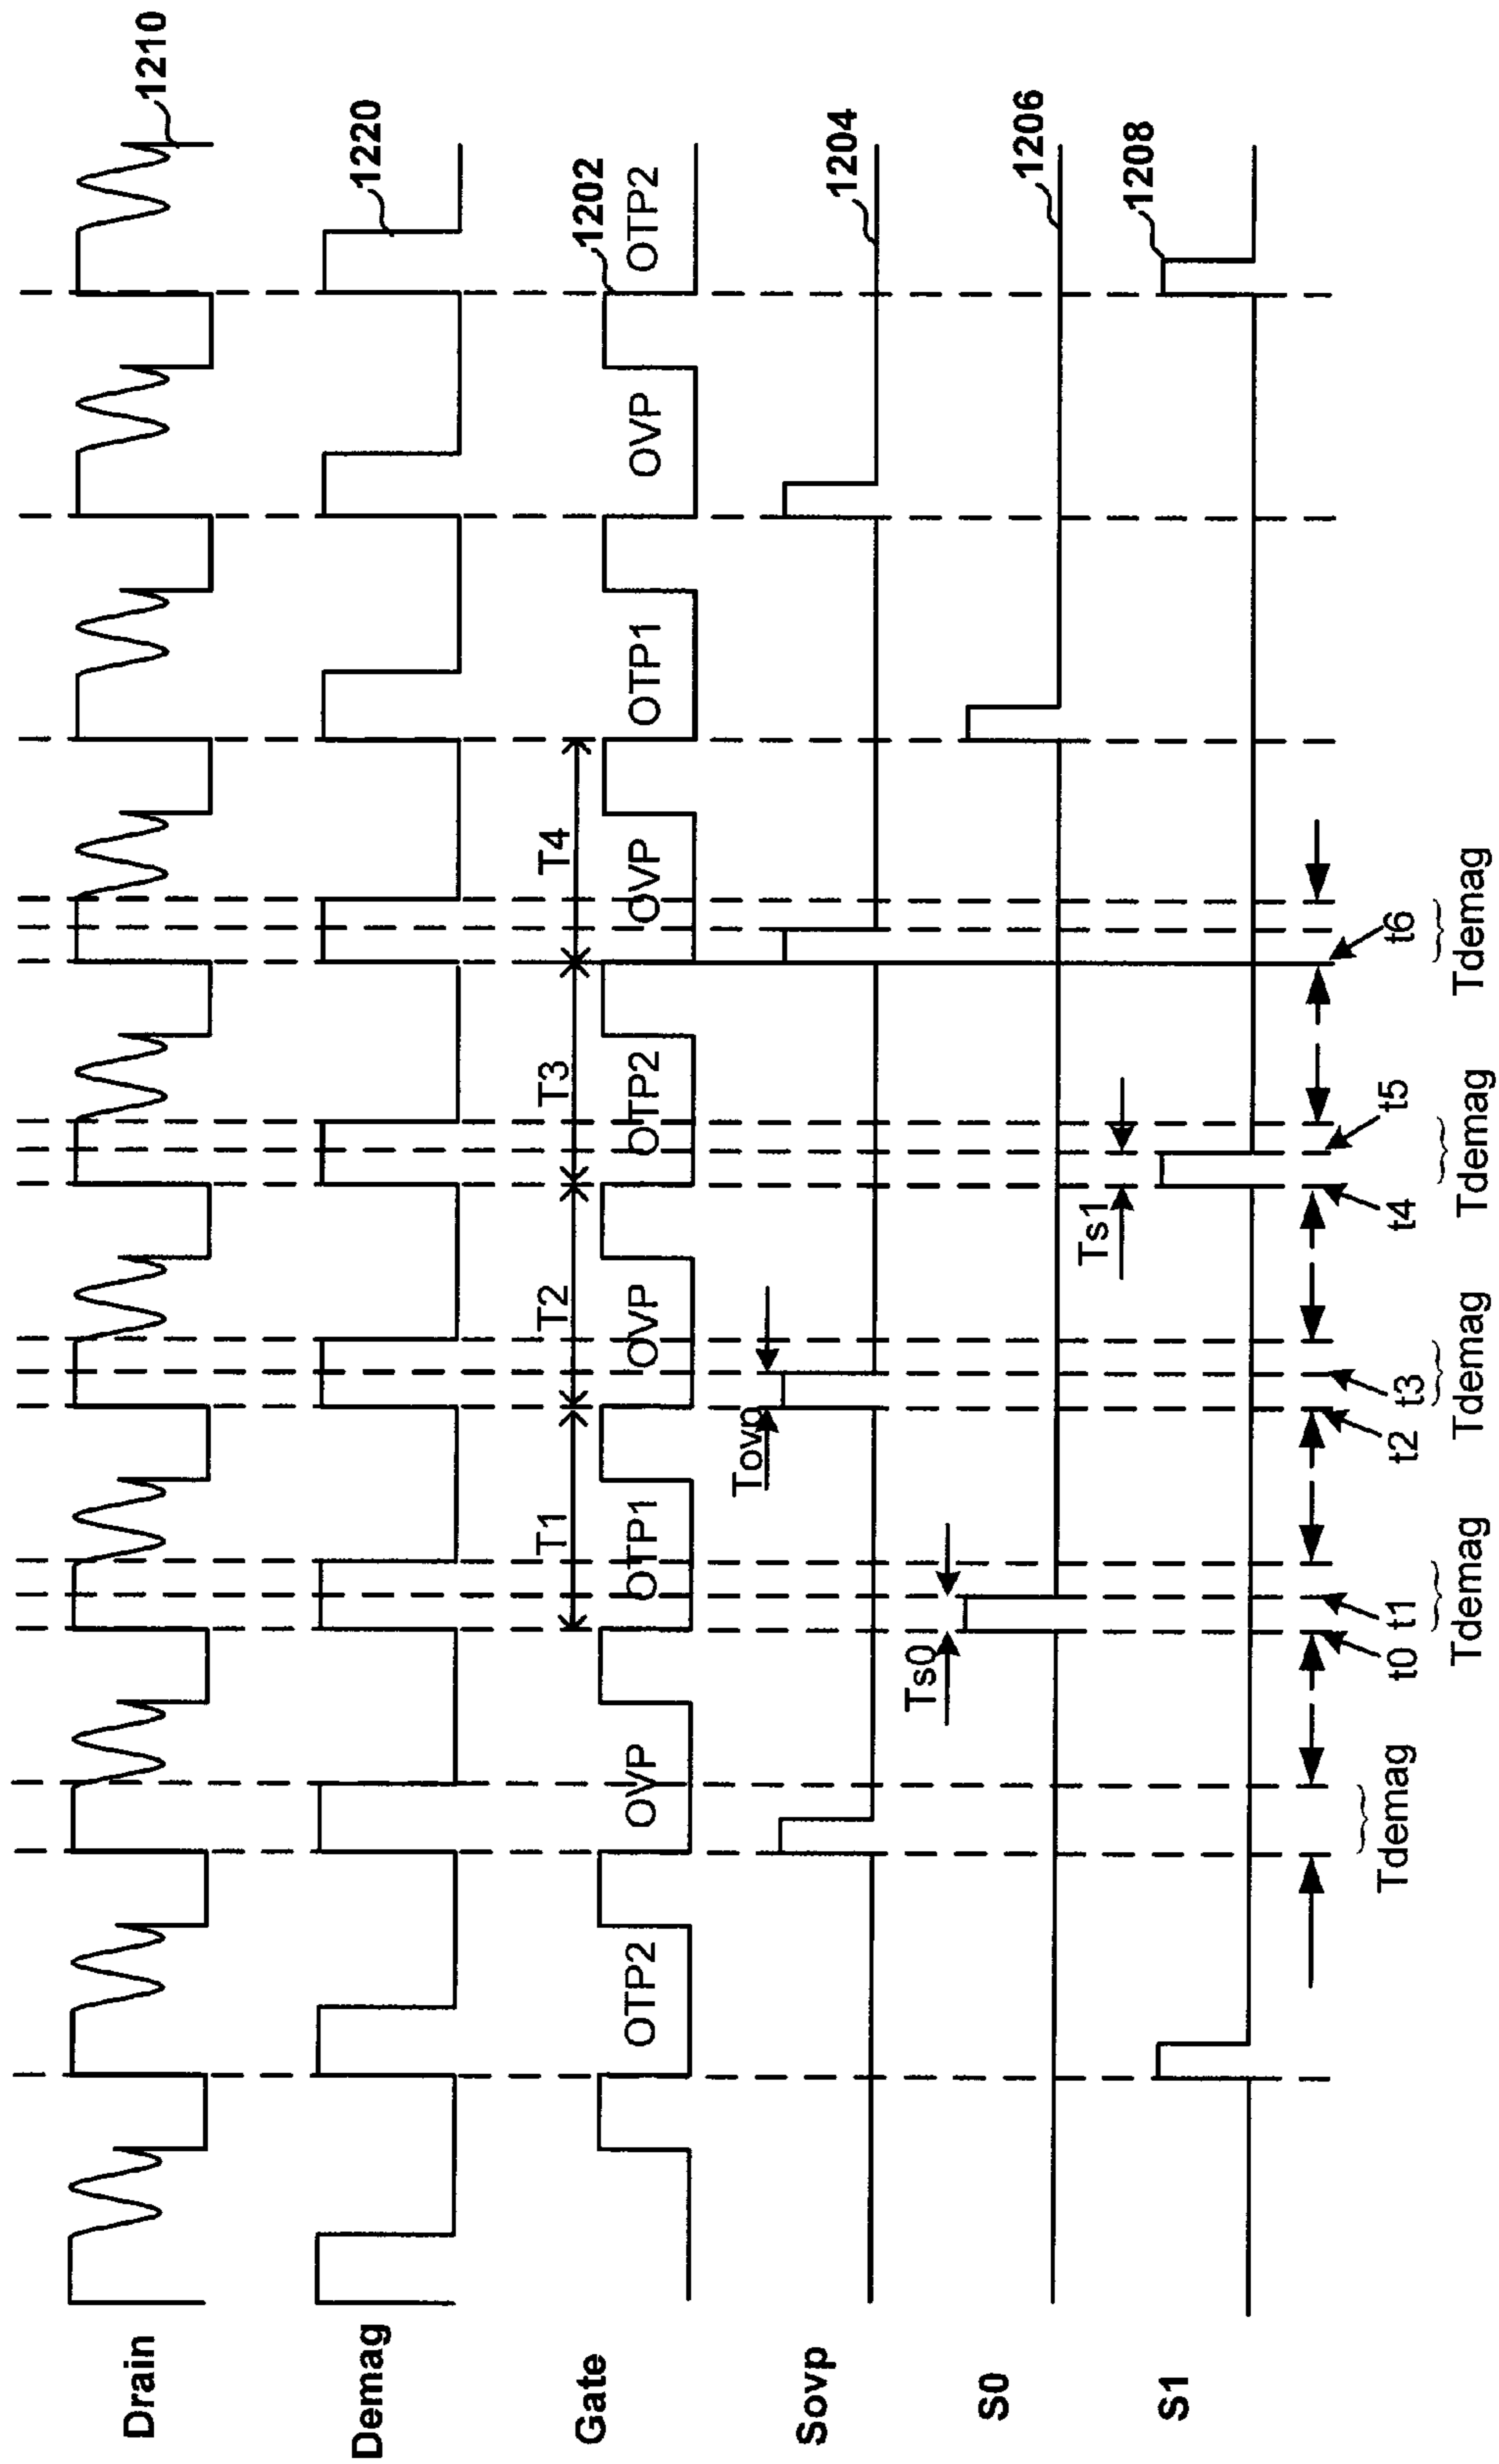 Drain
1210
Demag
1220
Gate
T1
T2
T3
T4
1202
OTP2
OVP
OTP1
OVP
OTP2
OVP
OTP1
OVP
OTP2
Sovp
Tovp
1204
S0
Ts0
1206
S1
Ts1
1208
t0
t1
t2
t3
t4
t5
t6
Tdemag
Tdemag
Tdemag
Tdemag
Tdemag